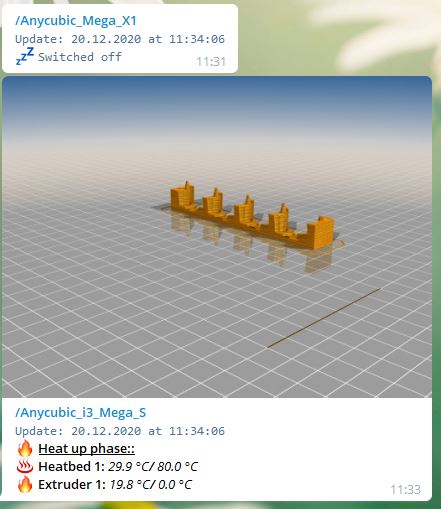 /Anycubic_Mega_X1
Update: 20.12.2020 at 11:34:06
💤 Switched off
11:31
/Anycubic_i3_Mega_S
Update: 20.12.2020 at 11:34:06
🔥 Heat up phase::
♨️ Heatbed 1: 29.9 °C/ 80.0 °C
🔥 Extruder 1: 19.8 °C/ 0.0 °C
11:33